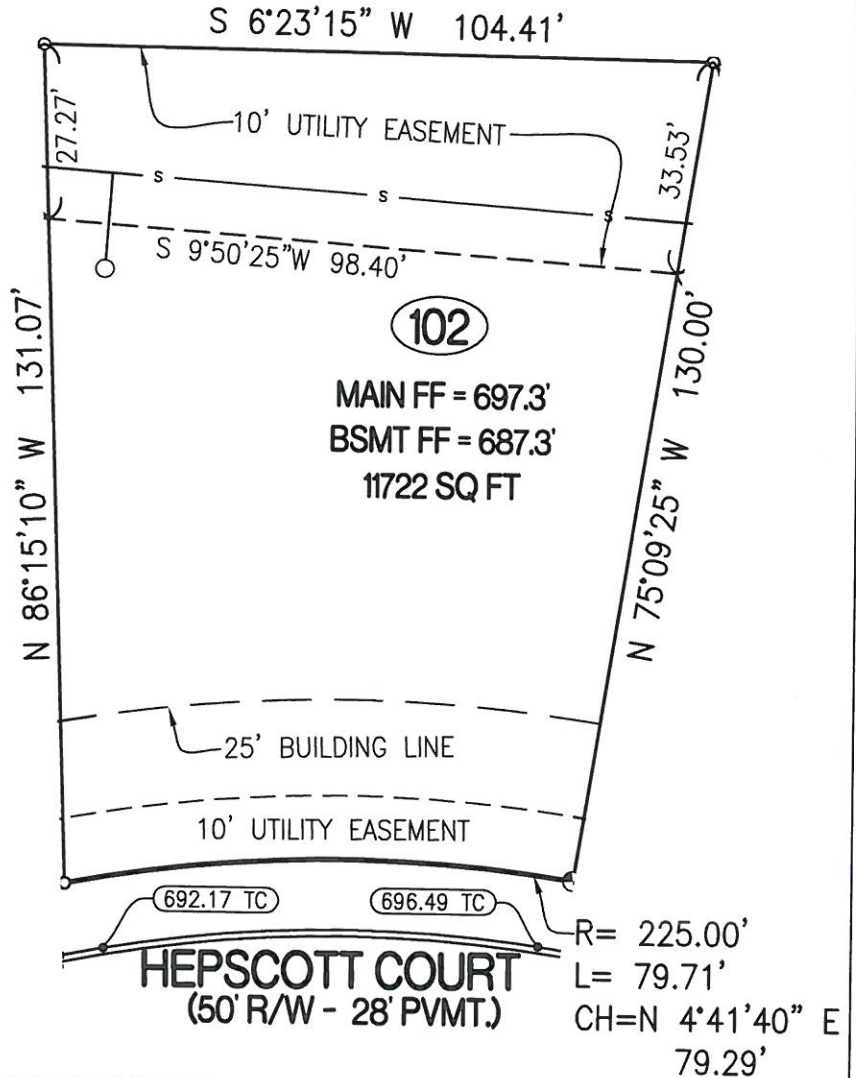 S 6°23'15" W 104.41'
27.27'
10' UTILITY EASEMENT
33.53'
s
s
s
S 9°50'25"W 98.40'
102
N 86°15'10" W 131.07'
MAIN FF = 697.3'
BSMT FF = 687.3'
11722 SQ FT
N 75°09'25" W 130.00'
25' BUILDING LINE
10' UTILITY EASEMENT
692.17 TC
696.49 TC
HEPSCOTT COURT
(50' R/W - 28' PVMT.)
R= 225.00'
L= 79.71'
CH=N 4°41'40" E
79.29'